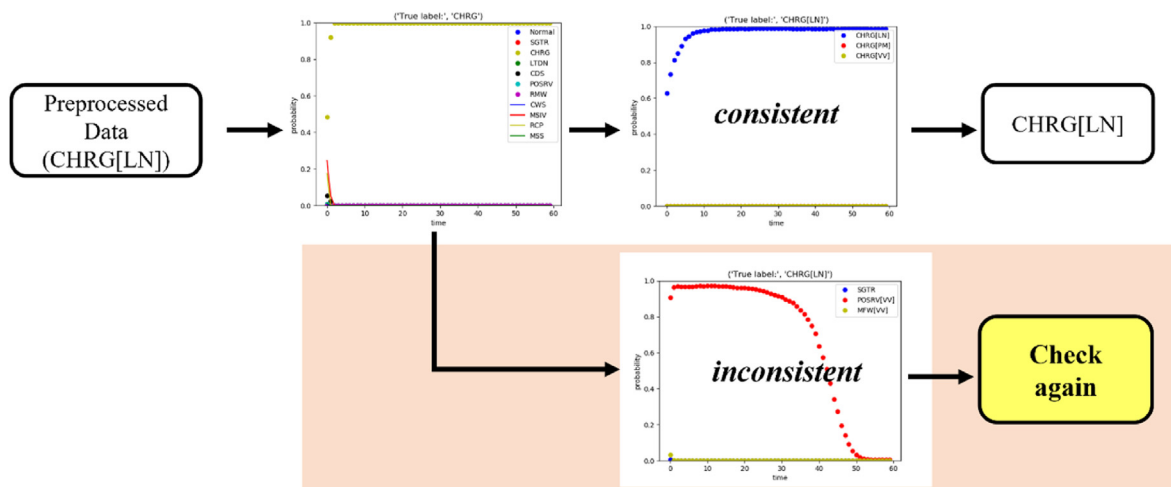 Preprocessed
Data
(CHRG[LN])
('True label:', 'CHRG')
1.0
0.8
0.6
0.4
0.2
0.0
probability
0
10
20
30
40
50
60
time
Normal
SGTR
CHRG
LTDN
CDS
POSRV
RMW
CWS
MSIV
RCP
MSS
('True label:', 'CHRG[LN]')
1.0
0.8
0.6
0.4
0.2
0.0
probability
0
10
20
30
40
50
60
time
CHRG[LN]
CHRG[PM]
CHRG[VV]
consistent
CHRG[LN]
('True label:', 'CHRG[LN]')
1.0
0.8
0.6
0.4
0.2
0.0
probability
0
10
20
30
40
50
60
time
SGTR
POSRV[VV]
MFW[VV]
inconsistent
Check
again